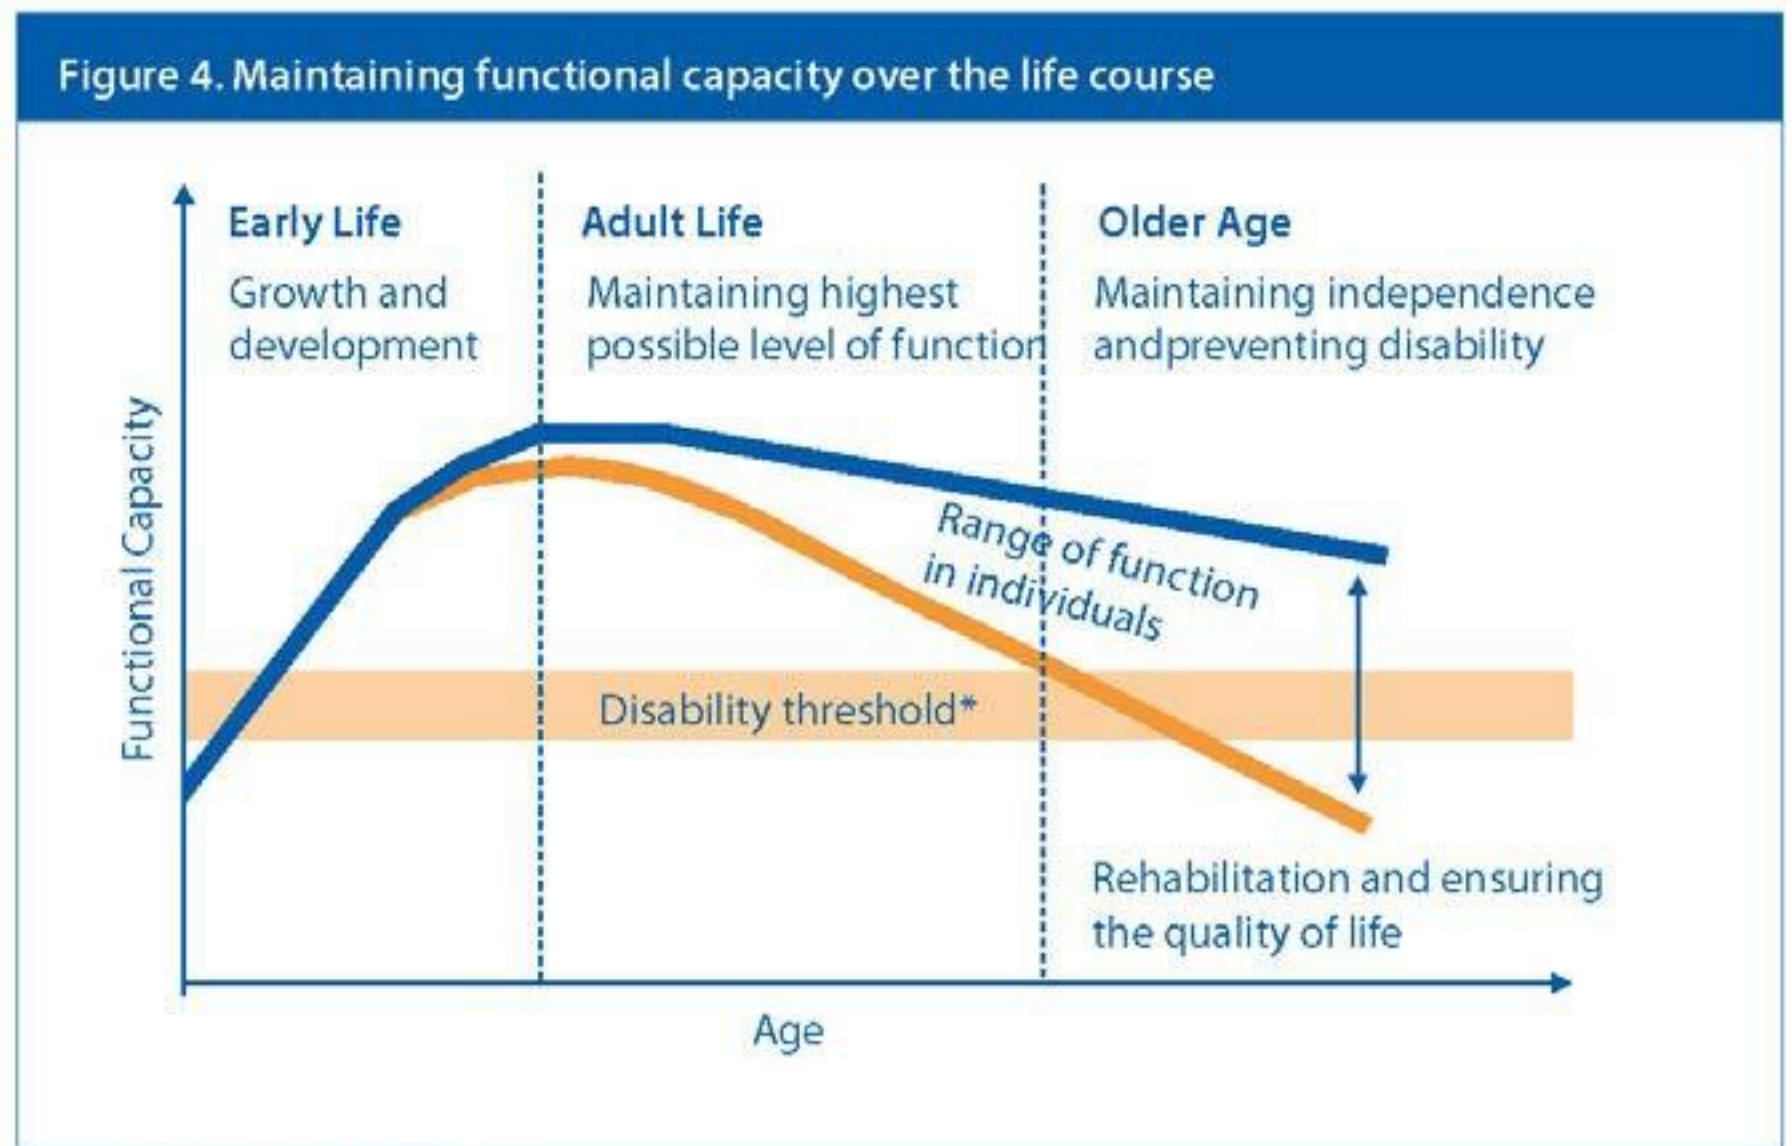 Figure 4. Maintaining functional capacity over the life course
Early Life
Growth and
development
Adult Life
Maintaining highest
possible level of function
Older Age
Maintaining independence
andpreventing disability
Functional Capacity
Range of function
in individuals
Disability threshold*
Rehabilitation and ensuring
the quality of life
Age